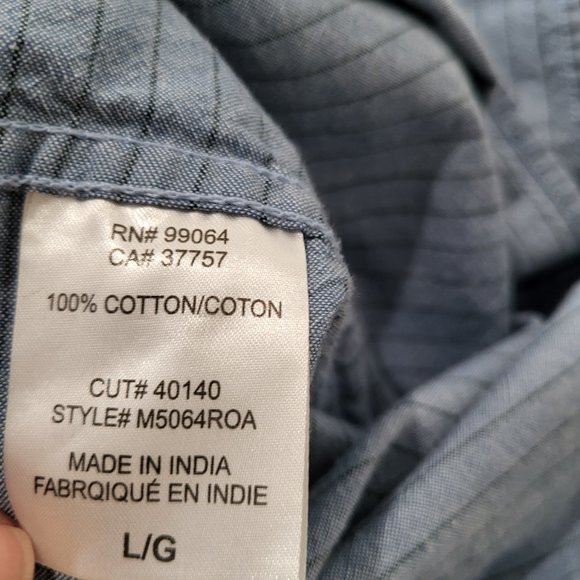 RN# 99064
CA# 37757
100% COTTON/COTON
CUT# 40140
STYLE# M5064ROA
MADE IN INDIA
FABRQIQUÉ EN INDIE
L/G